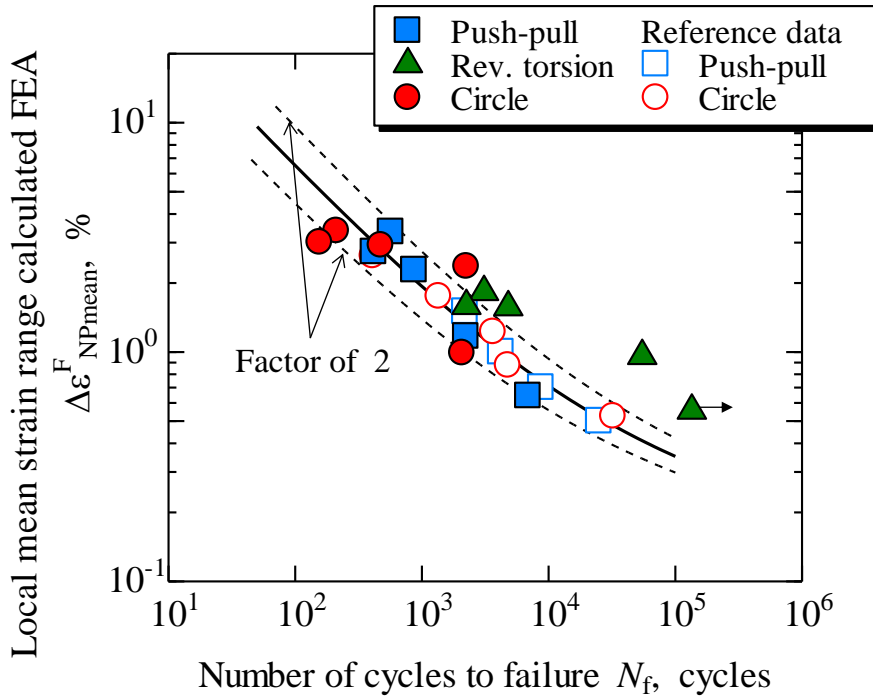 Push-pull
Rev. torsion
Circle
Reference data
Push-pull
Circle
Local mean strain range calculated FEA
Δε^F_NPmean, %
10^1
10^0
10^-1
Factor of 2
10^1 10^2 10^3 10^4 10^5 10^6
Number of cycles to failure N_f, cycles